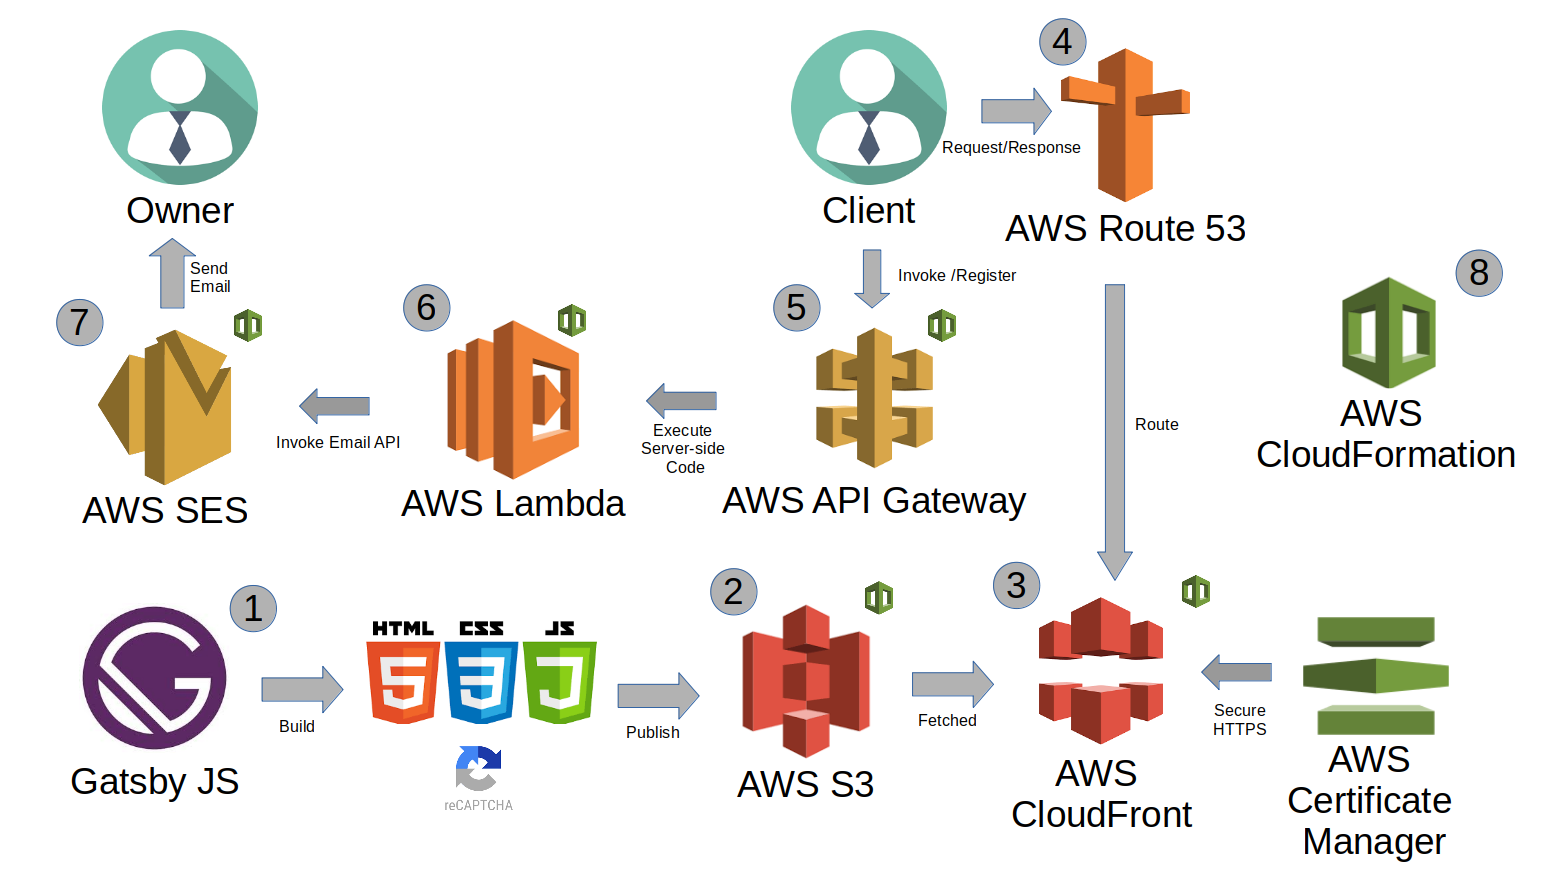 4
Request/Response
Owner
Client
AWS Route 53
Send
Email
Invoke /Register
8
7
6
5
AWS
CloudFormation
Invoke Email API
Execute
Server-side
Code
Route
AWS SES
AWS Lambda
AWS API Gateway
1
2
3
HTML
CSS
JS
Build
Publish
Fetched
Secure
HTTPS
Gatsby JS
reCAPTCHA
AWS S3
AWS
CloudFront
AWS
Certificate
Manager